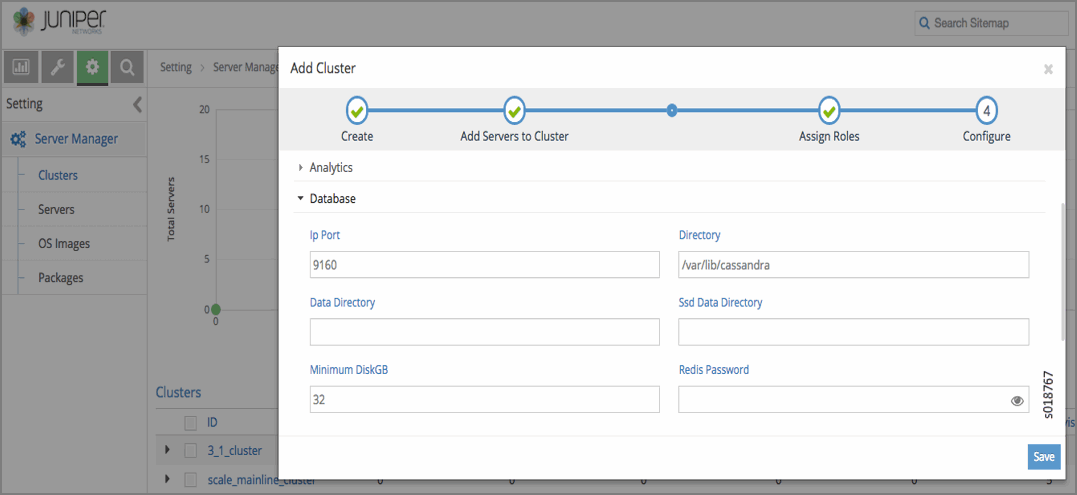 JUNIPER
NETWORKS
Search Sitemap
Setting
Setting
Server Manager
Clusters
Servers
OS Images
Packages
Total Servers
20
15
10
5
0
0
Clusters
ID
3_1_cluster
scale_mainline_cluster
Add Cluster
Create
Add Servers to Cluster
Assign Roles
4
Configure
Analytics
Database
Ip Port
9160
Directory
/var/lib/cassandra
Data Directory
Ssd Data Directory
Minimum DiskGB
32
Redis Password
Save
s018767